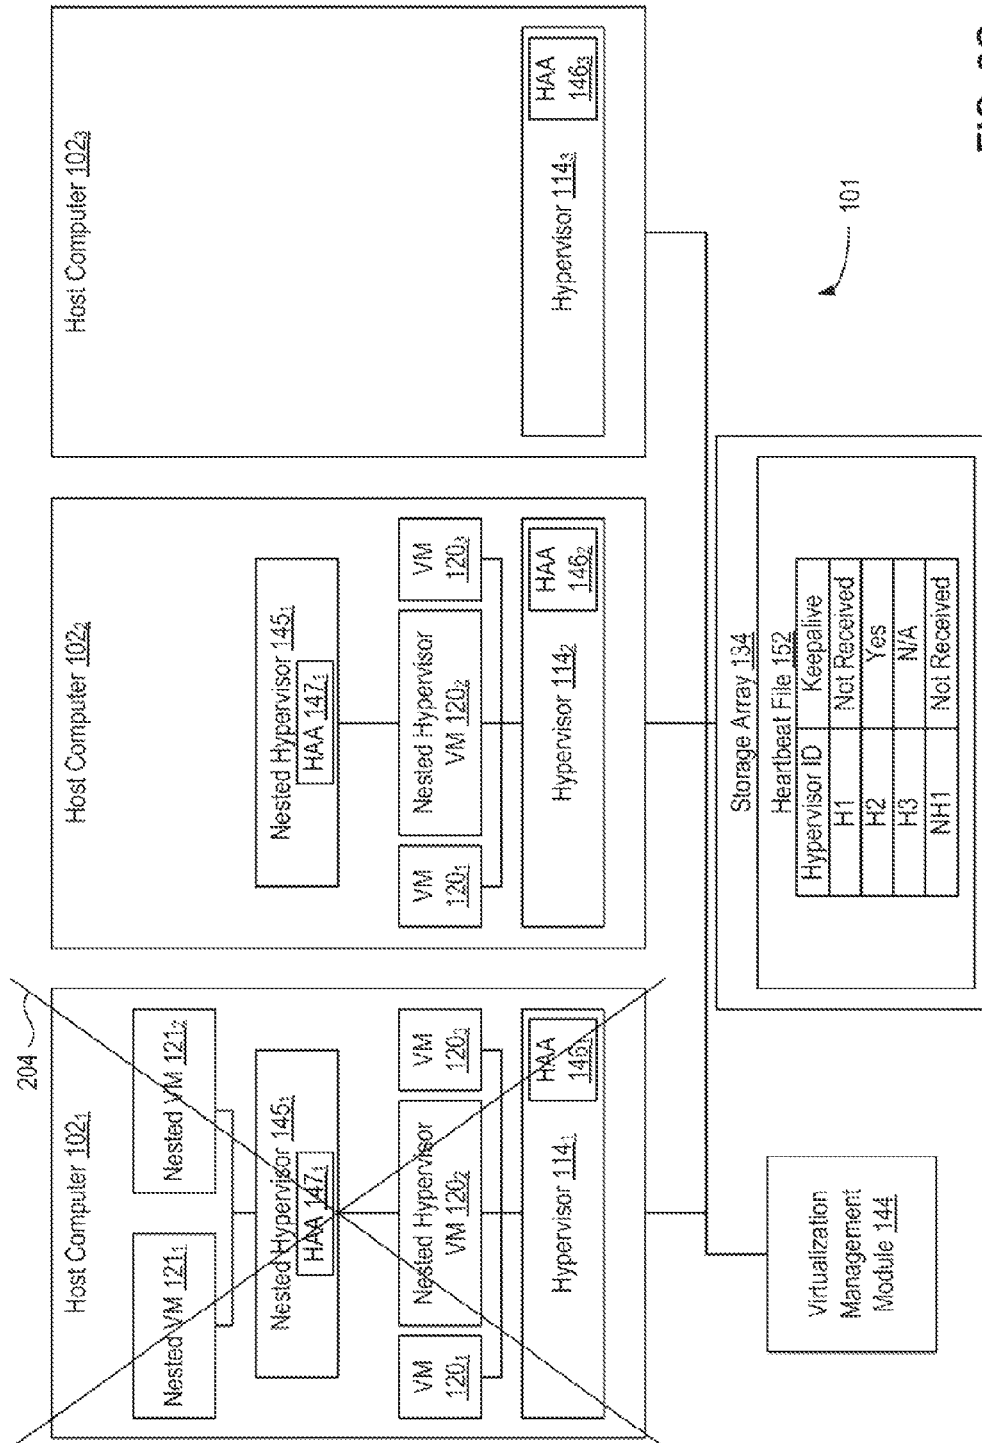 204
Host Computer 102₁
Nested VM 121₁
Nested VM 121₂
Nested Hypervisor 145₁
HAA 147₁
VM
120₁
Nested Hypervisor
VM 120₂
VM
120₃
Hypervisor 114₁
HAA
146₁
Host Computer 102₂
Nested Hypervisor 145₁
HAA 147₁
VM
120₁
Nested Hypervisor
VM 120₂
VM
120₃
Hypervisor 114₂
HAA
146₂
Host Computer 102₃
Hypervisor 114₃
HAA
146₃
101
Virtualization
Management
Module 144
Storage Array 134
Heartbeat File 152
Hypervisor ID Keepalive
H1 Not Received
H2 Yes
H3 N/A
NH1 Not Received